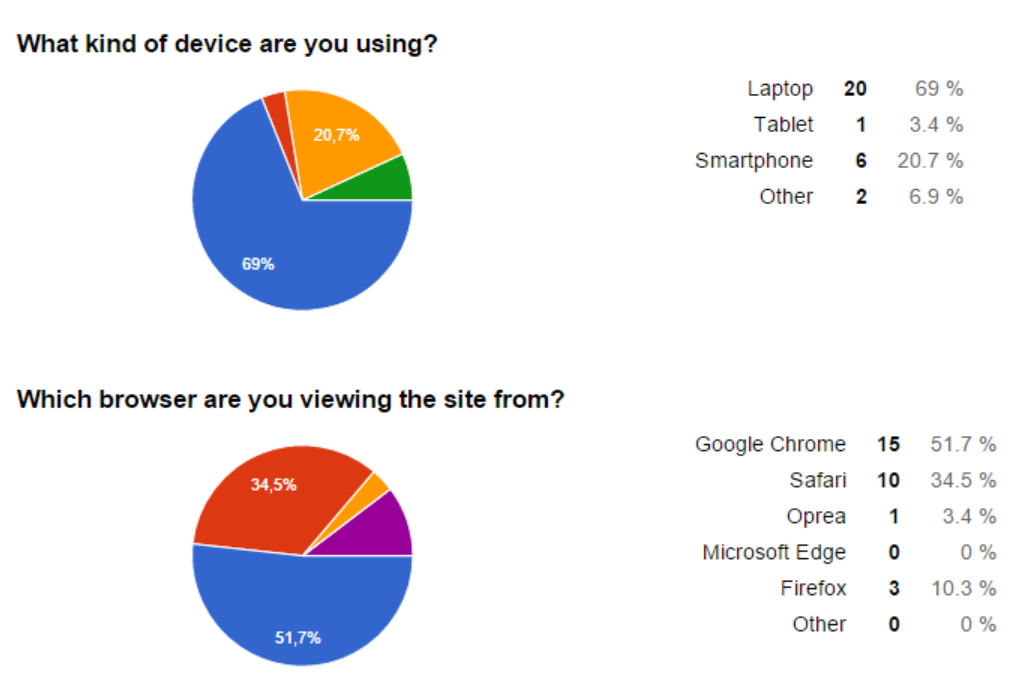 What kind of device are you using?
20,7%
69%
Laptop 20 69 %
Tablet 1 3.4 %
Smartphone 6 20.7 %
Other 2 6.9 %
Which browser are you viewing the site from?
34,5%
51,7%
Google Chrome 15 51.7 %
Safari 10 34.5 %
Oprea 1 3.4 %
Microsoft Edge 0 0 %
Firefox 3 10.3 %
Other 0 0 %